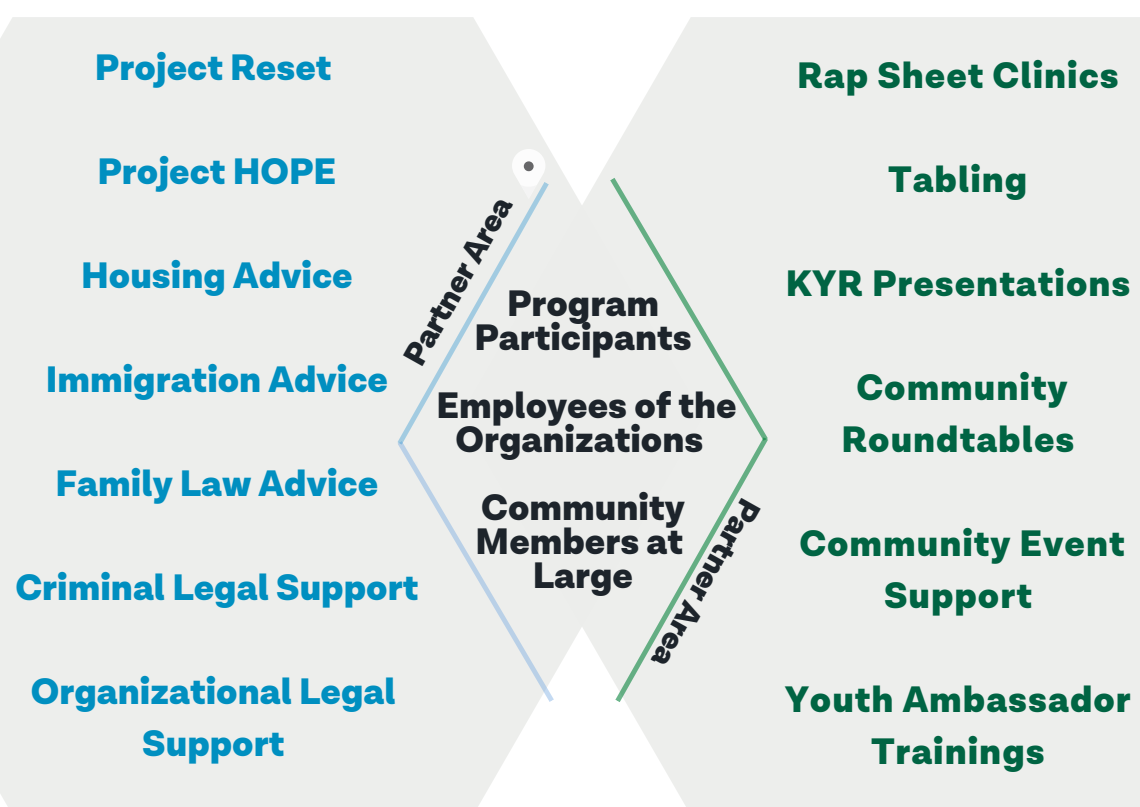 Project Reset
Project HOPE
Housing Advice
Immigration Advice
Family Law Advice
Criminal Legal Support
Organizational Legal
Support
Partner Area
Program
Participants
Employees of the
Organizations
Community
Members at
Large
Partner Area
Rap Sheet Clinics
Tabling
KYR Presentations
Community
Roundtables
Community Event
Support
Youth Ambassador
Trainings